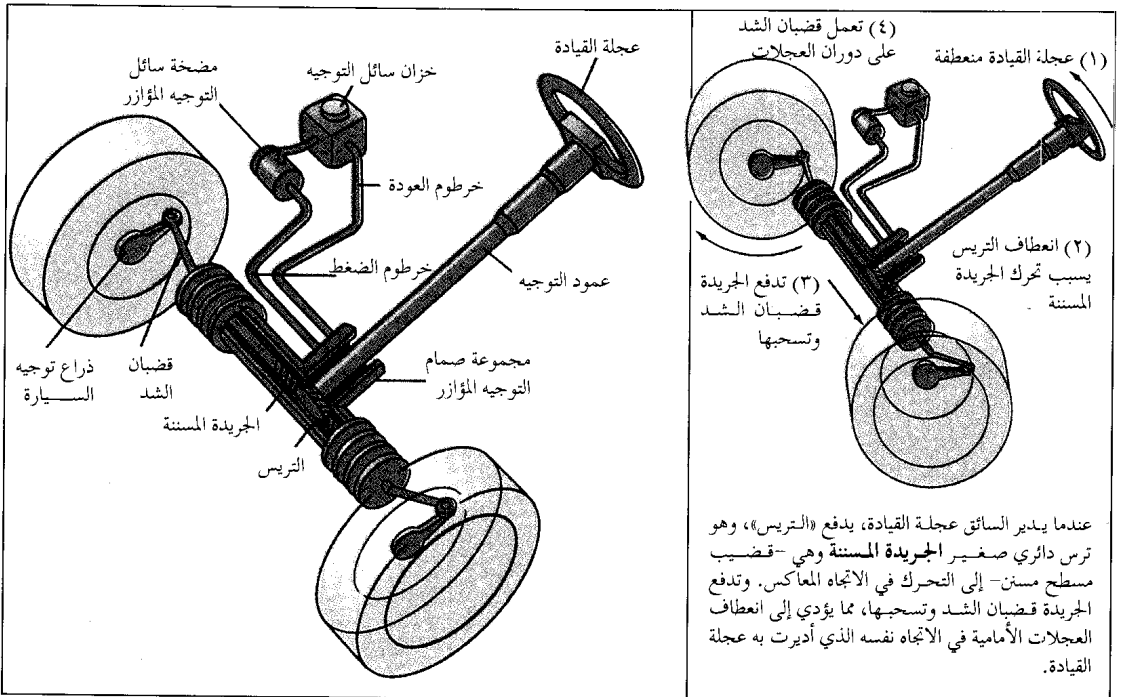 (٤) تعمل قضبان الشد
على دوران العجلات
(١) عجلة القيادة منعطفة
(٢) انعطاف التريس
يسبب تحرك الجريدة
المسننة
(٣) تدفع الجريدة
قضبان الشد
وتسحبها
عندما يدير السائق عجلة القيادة، يدفع «التريس»، وهو
ترس دائري صغير الجريدة المسننة وهي -قضيب
مسطح مسنن- إلى التحرك في الاتجاه المعاكس. وتدفع
الجريدة قضبان الشد وتسحبها، مما يؤدي إلى انعطاف
العجلات الأمامية في الاتجاه نفسه الذي أديرت به عجلة
القيادة.
عجلة القيادة
خزان سائل التوجيه
مضخة سائل
التوجيه المؤازر
خرطوم العودة
خرطوم الضغط
عمود التوجيه
مجموعة صمام
التوجيه المؤازر
ذراع توجيه
السيارة
قضبان
الشد
الجريدة المسننة
التريس